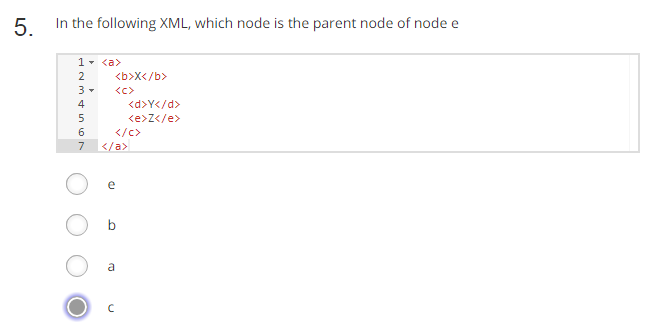 5. In the following XML, which node is the parent node of node e
1 <a>
2 <b>X</b>
3 <c>
4 <d>Y</d>
5 <e>Z</e>
6 </c>
7 </a>
e
b
a
c